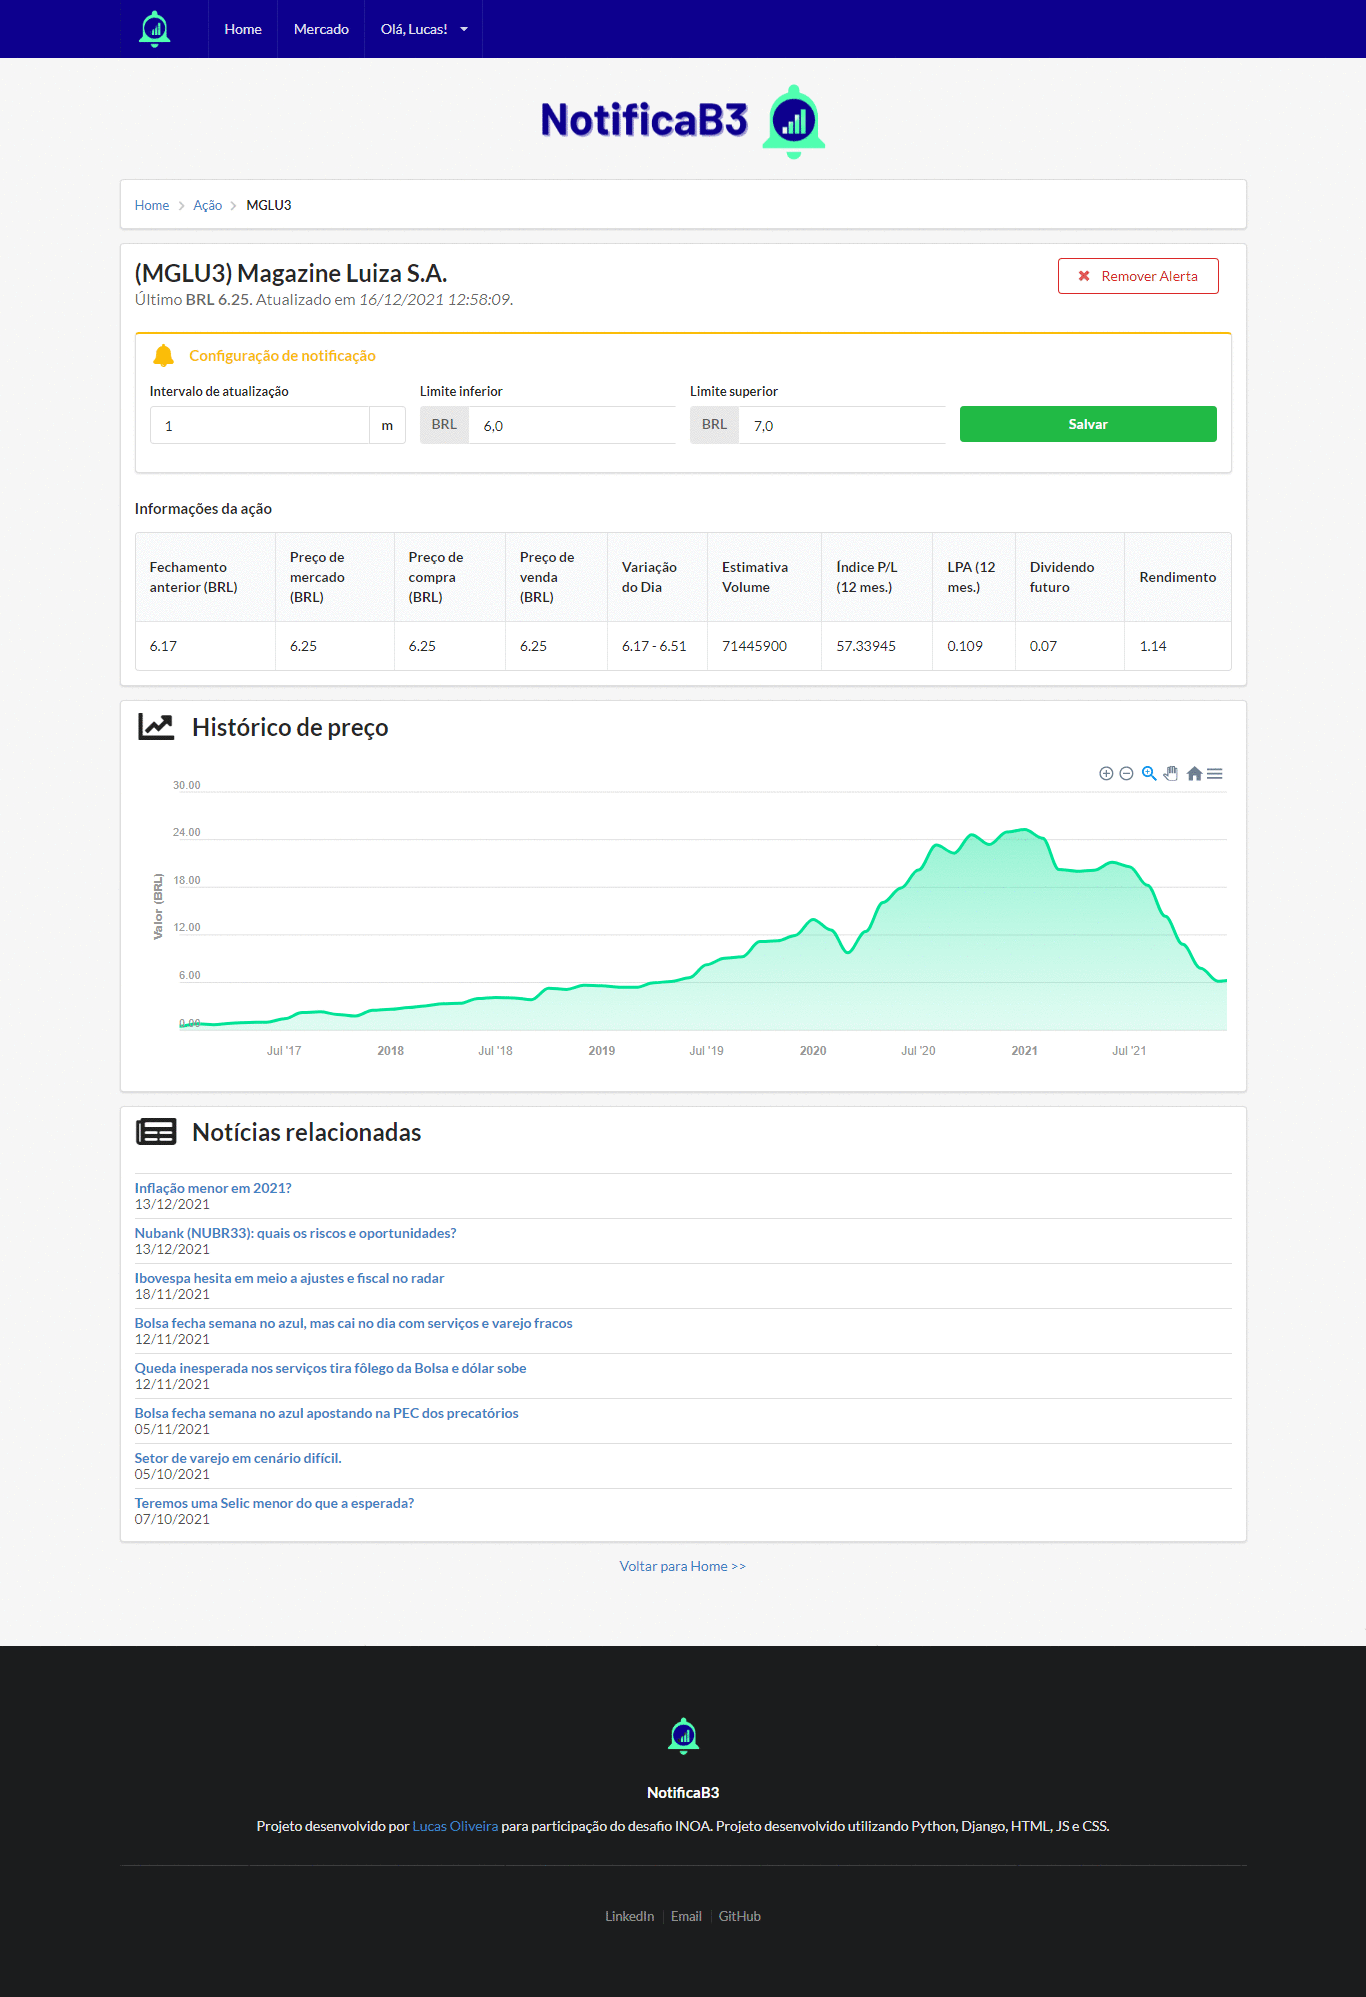 Home
Mercado
Olá, Lucas!
NotificaB3
Home
Ação
MGLU3
(MGLU3) Magazine Luiza S.A.
Remover Alerta
Último BRL 6.25. Atualizado em 16/12/2021 12:58:09.
Configuração de notificação
Intervalo de atualização
Limite inferior
Limite superior
1
m
BRL
6,0
BRL
7,0
Salvar
Informações da ação
Fechamento
anterior (BRL)
Preço de
mercado
(BRL)
Preço de
compra
(BRL)
Preço de
venda
(BRL)
Variação
do Dia
Estimativa
Volume
Índice P/L
(12 mes.)
LPA (12
mes.)
Dividendo
futuro
Rendimento
6.17
6.25
6.25
6.25
6.17 - 6.51
71445900
57.33945
0.109
0.07
1.14
Histórico de preço
Valor (BRL)
30.00
24.00
18.00
12.00
6.00
0.00
Jul '17
2018
Jul '18
2019
Jul '19
2020
Jul '20
2021
Jul '21
Notícias relacionadas
Inflação menor em 2021?
13/12/2021
Nubank (NUBR33): quais os riscos e oportunidades?
13/12/2021
Ibovespa hesita em meio a ajustes e fiscal no radar
18/11/2021
Bolsa fecha semana no azul, mas cai no dia com serviços e varejo fracos
12/11/2021
Queda inesperada nos serviços tira fôlego da Bolsa e dólar sobe
12/11/2021
Bolsa fecha semana no azul apostando na PEC dos precatórios
05/11/2021
Setor de varejo em cenário difícil.
05/10/2021
Teremos uma Selic menor do que a esperada?
07/10/2021
Voltar para Home >>
NotificaB3
Projeto desenvolvido por Lucas Oliveira para participação do desafio INOA. Projeto desenvolvido utilizando Python, Django, HTML, JS e CSS.
LinkedIn
Email
GitHub